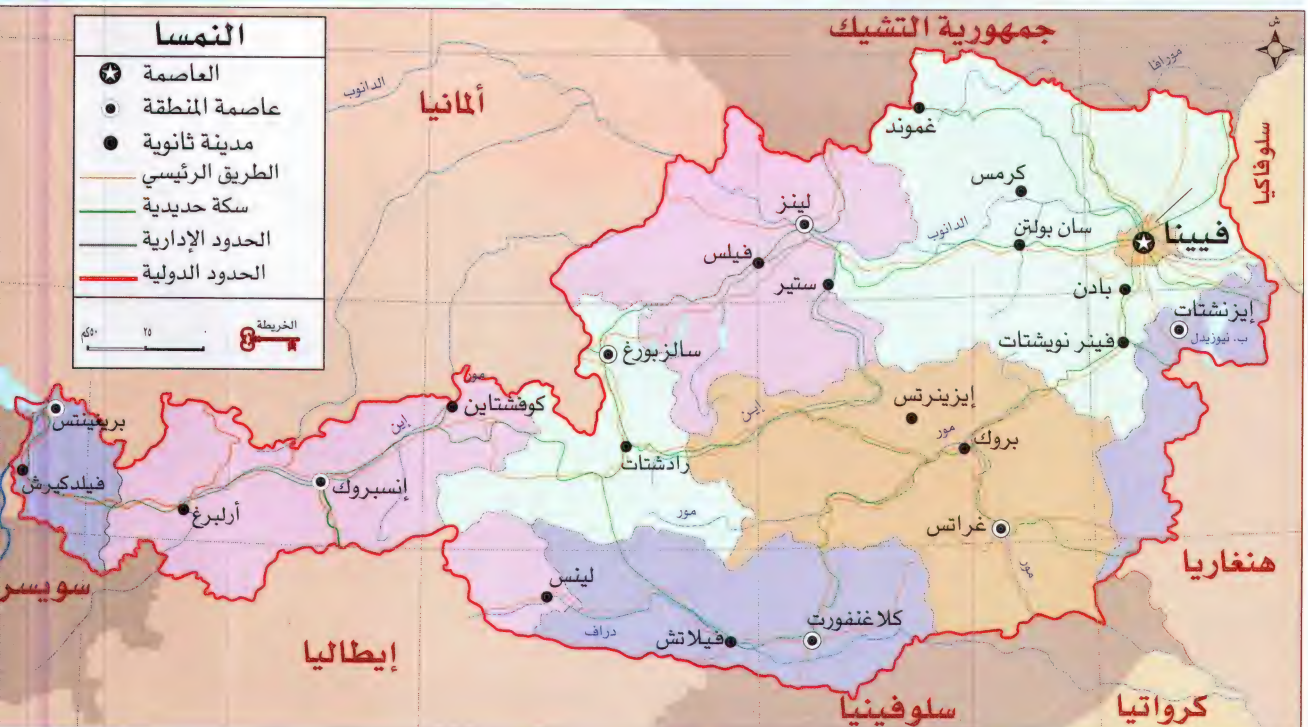 النمسا
العاصمة
عاصمة المنطقة
مدينة ثانوية
الطريق الرئيسي
سكة حديدية
الحدود الإدارية
الحدود الدولية
الخريطة
٠
٢٥
٥٠كم
ش
جمهورية التشيك
ألمانيا
سلوفاكيا
هنغاريا
كرواتيا
سلوفينيا
إيطاليا
سويسر
الدانوب
مورافا
غموند
كرمس
لينز
الدانوب
سان بولتن
فيينا
فيلس
ستير
بادن
إيزنشتات
ب. نيوزيدل
فينر نويشتات
سالزبورغ
مور
كوفشتاين
إين
إيزينرتس
إين
مور
بروك
رادشتات
بريغينتس
فيلدكيرش
أرلبرغ
إنسبروك
مور
غراتس
مور
لينس
دراف
فيلاتش
كلاغنفورت